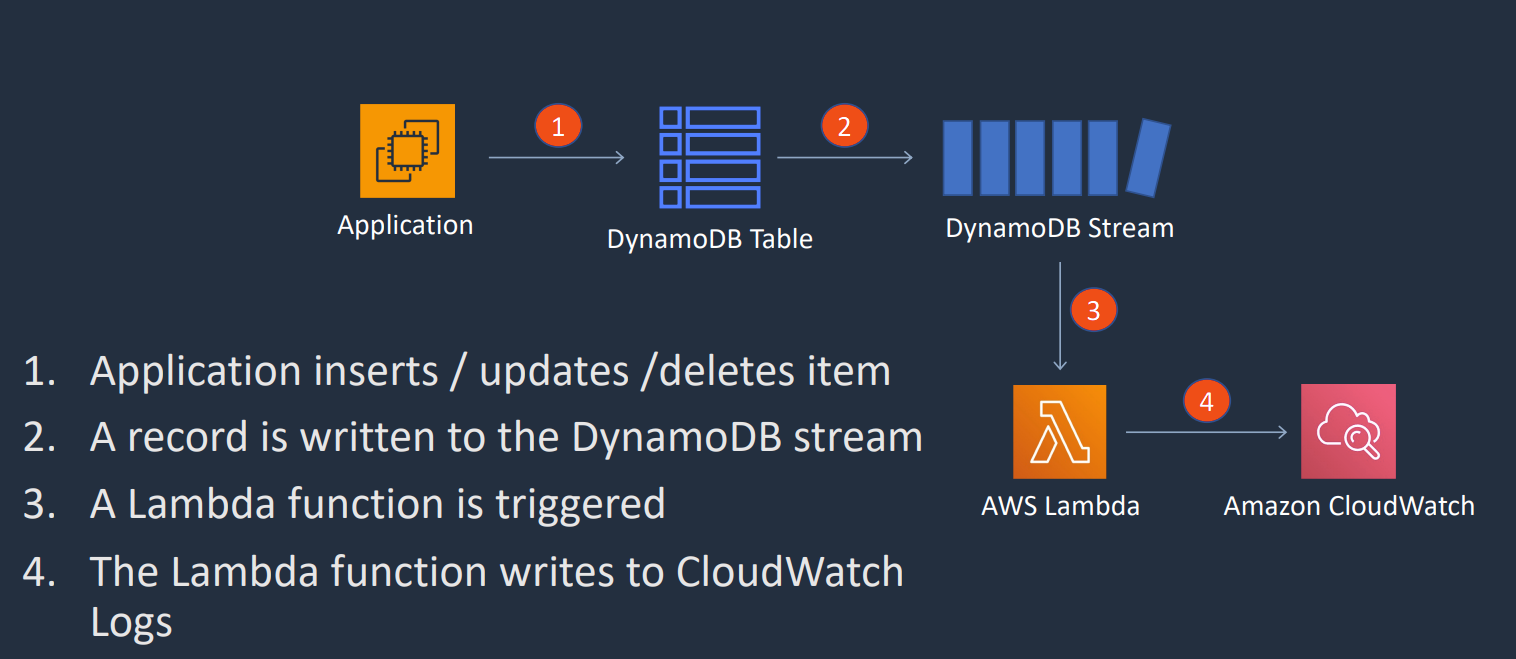 1
2
Application
DynamoDB Table
DynamoDB Stream
3
1. Application inserts / updates /deletes item
2. A record is written to the DynamoDB stream
3. A Lambda function is triggered
4. The Lambda function writes to CloudWatch
Logs
4
AWS Lambda
Amazon CloudWatch